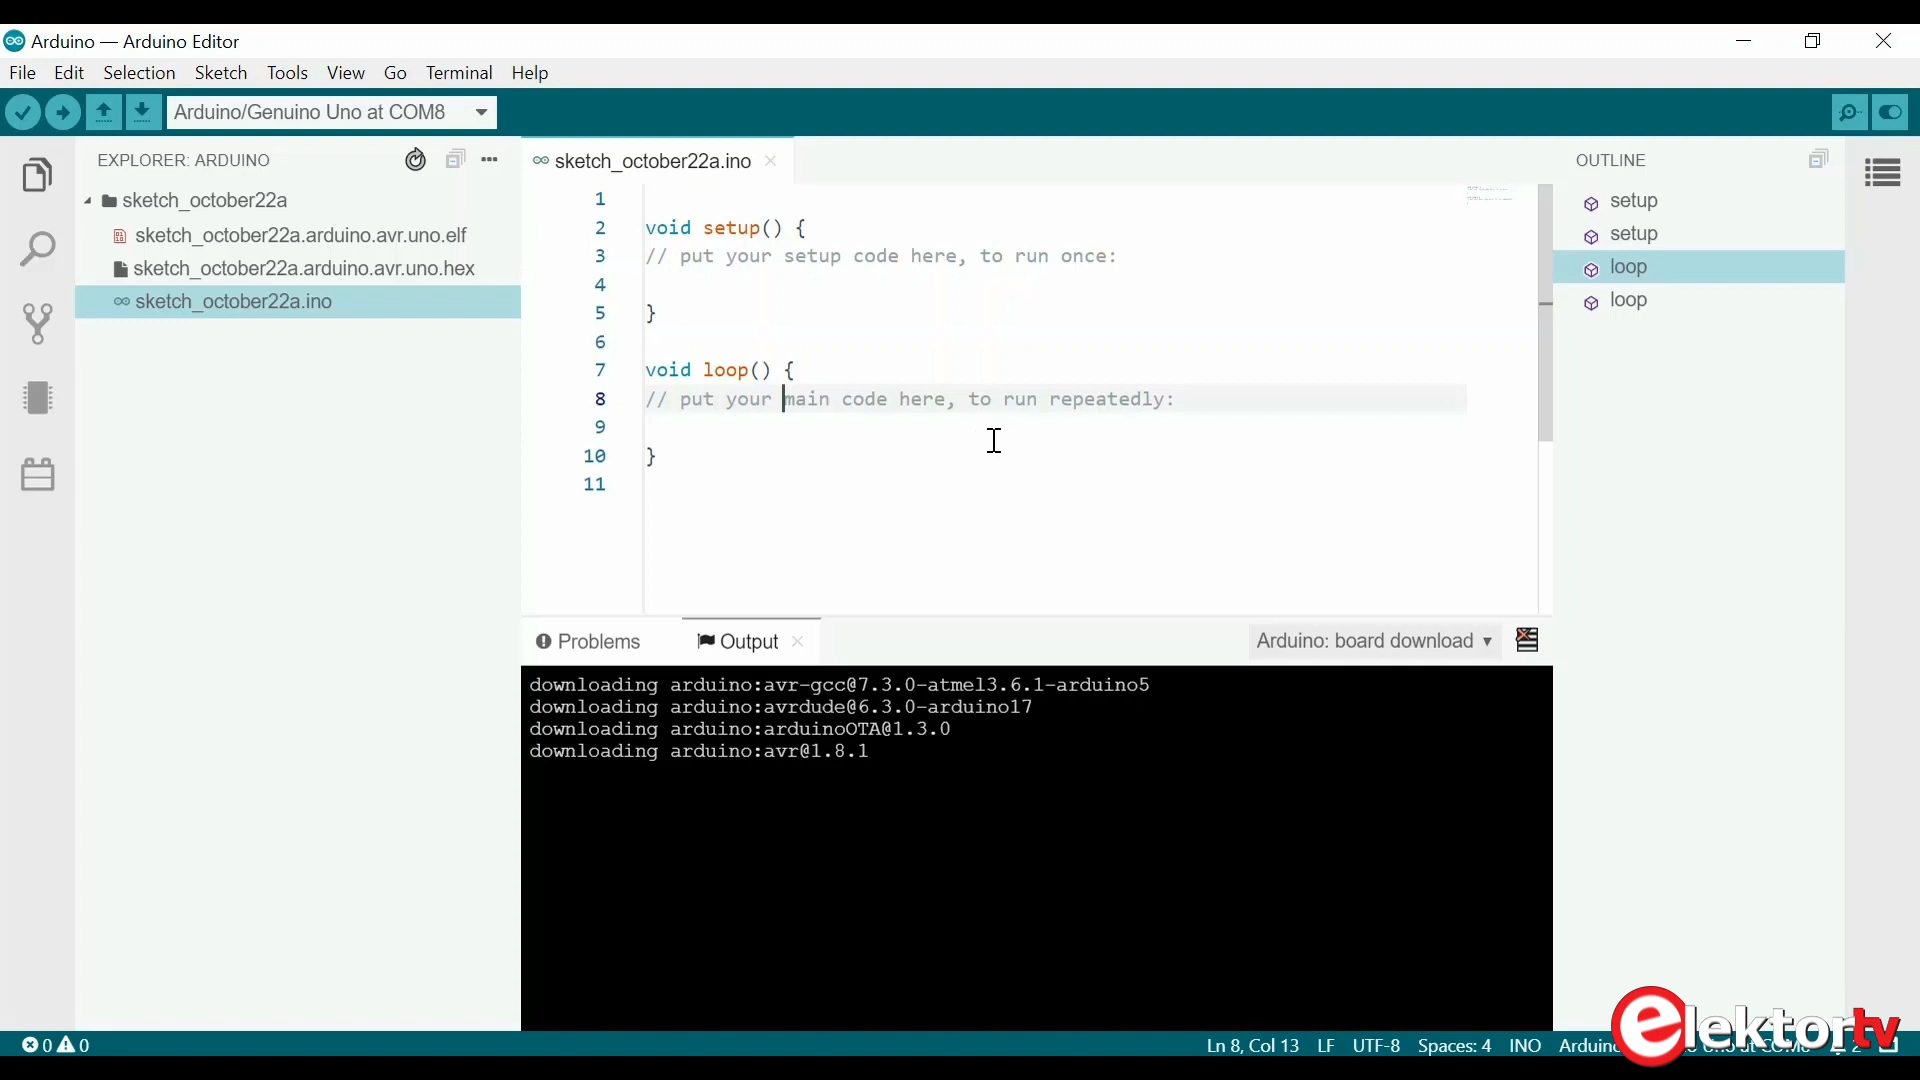 Arduino — Arduino Editor
File Edit Selection Sketch Tools View Go Terminal Help
Arduino/Genuino Uno at COM8
EXPLORER: ARDUINO
sketch_october22a
sketch_october22a.arduino.avr.uno.elf
sketch_october22a.arduino.avr.uno.hex
sketch_october22a.ino
sketch_october22a.ino
1
2 void setup() {
3 // put your setup code here, to run once:
4
5 }
6
7 void loop() {
8 // put your main code here, to run repeatedly:
9
10 }
11
OUTLINE
setup
setup
loop
loop
Problems Output Arduino: board download
downloading arduino:avr-gcc@7.3.0-atmel3.6.1-arduino5
downloading arduino:avrdude@6.3.0-arduino17
downloading arduino:arduinoOTA@1.3.0
downloading arduino:avr@1.8.1
0 0 Ln 8, Col 13 LF UTF-8 Spaces: 4 INO
elektortv